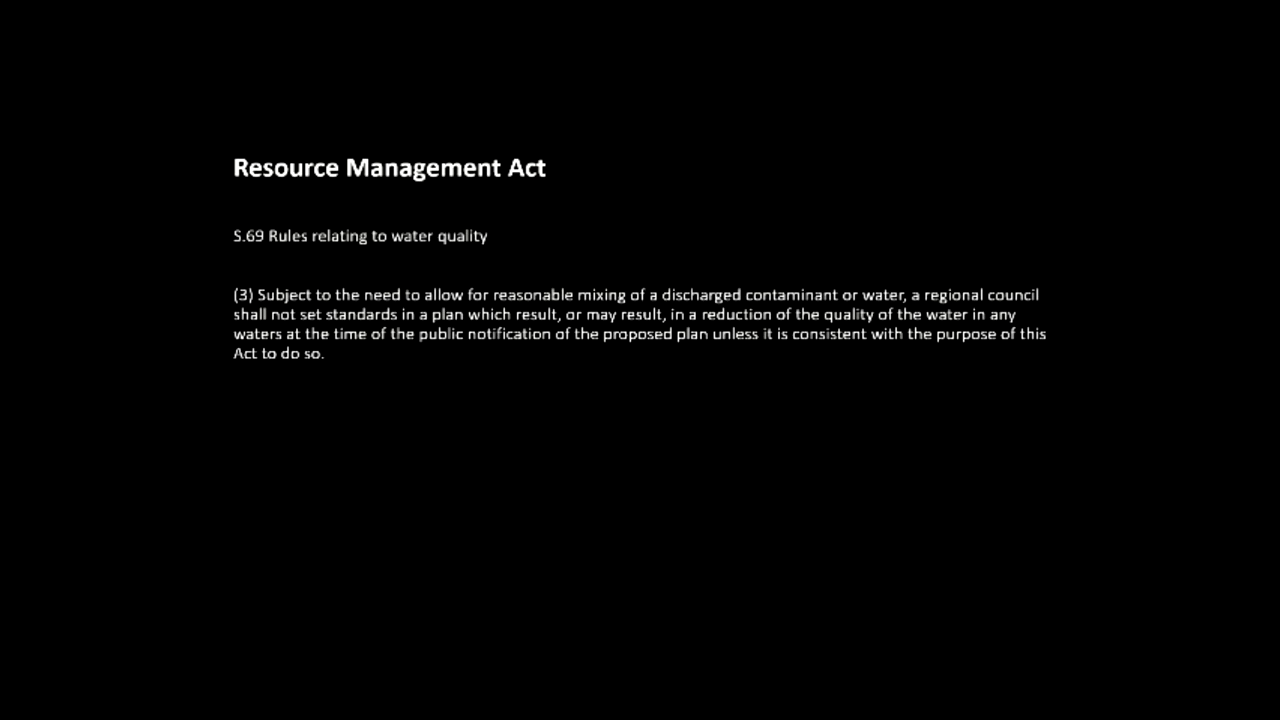 Resource Management Act
S.69 Rules relating to water quality
(3) Subject to the need to allow for reasonable mixing of a discharged contaminant or water, a regional council
shall not set standards in a plan which result, or may result, in a reduction of the quality of the water in any
waters at the time of the public notification of the proposed plan unless it is consistent with the purpose of this
Act to do so.